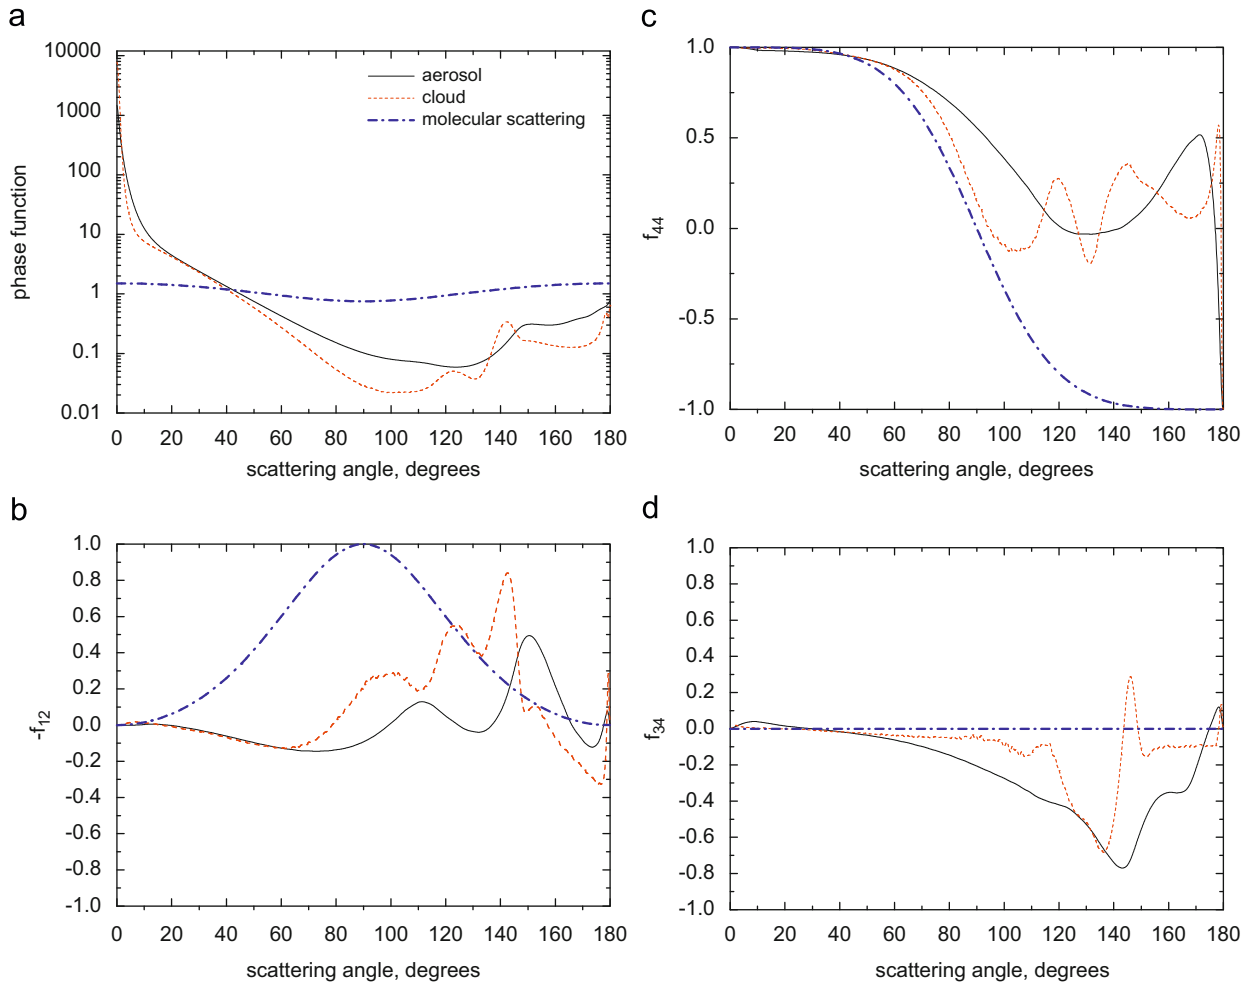 a
10000
1000
100
10
1
0.1
0.01
phase function
aerosol
cloud
molecular scattering
0 20 40 60 80 100 120 140 160 180
scattering angle, degrees
c
1.0
0.5
0.0
-0.5
-1.0
f44
0 20 40 60 80 100 120 140 160 180
scattering angle, degrees
b
1.0
0.8
0.6
0.4
0.2
0.0
-0.2
-0.4
-0.6
-0.8
-1.0
-f12
0 20 40 60 80 100 120 140 160 180
scattering angle, degrees
d
1.0
0.8
0.6
0.4
0.2
0.0
-0.2
-0.4
-0.6
-0.8
-1.0
f34
0 20 40 60 80 100 120 140 160 180
scattering angle, degrees